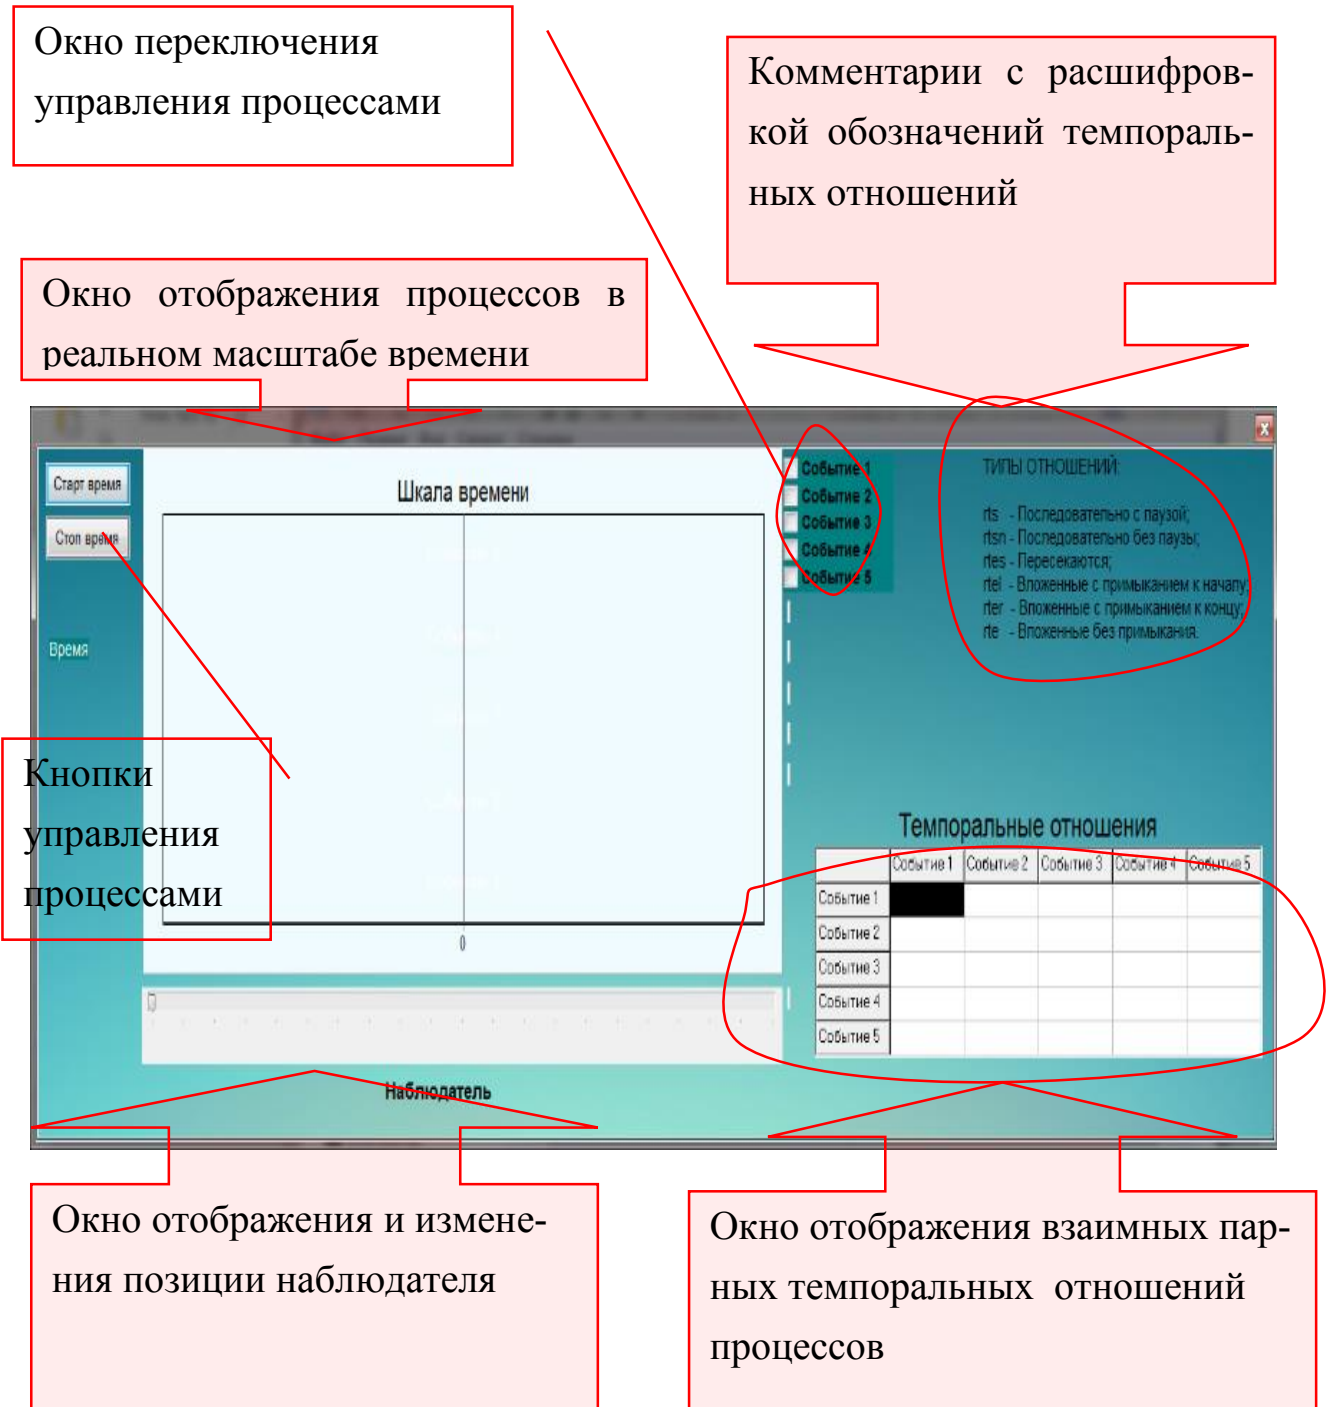 Окно переключения
управления процессами
Комментарии с расшифров-
кой обозначений темпораль-
ных отношений
Окно отображения процессов в
реальном масштабе времени
Старт время
Стоп время
Время
Шкала времени
0
Событие 1
Событие 2
Событие 3
Событие 4
Событие 5
ТИПЫ ОТНОШЕНИЙ:
rts - Последовательно с паузой;
rtsn - Последовательно без паузы;
rtes - Пересекаются;
rtel - Вложенные с примыканием к началу;
rter - Вложенные с примыканием к концу;
rte - Вложенные без примыкания.
Кнопки
управления
процессами
Темпоральные отношения
Событие 1 Событие 2 Событие 3 Событие 4 Событие 5
Событие 1
Событие 2
Событие 3
Событие 4
Событие 5
Наблюдатель
Окно отображения и измене-
ния позиции наблюдателя
Окно отображения взаимных пар-
ных темпоральных отношений
процессов